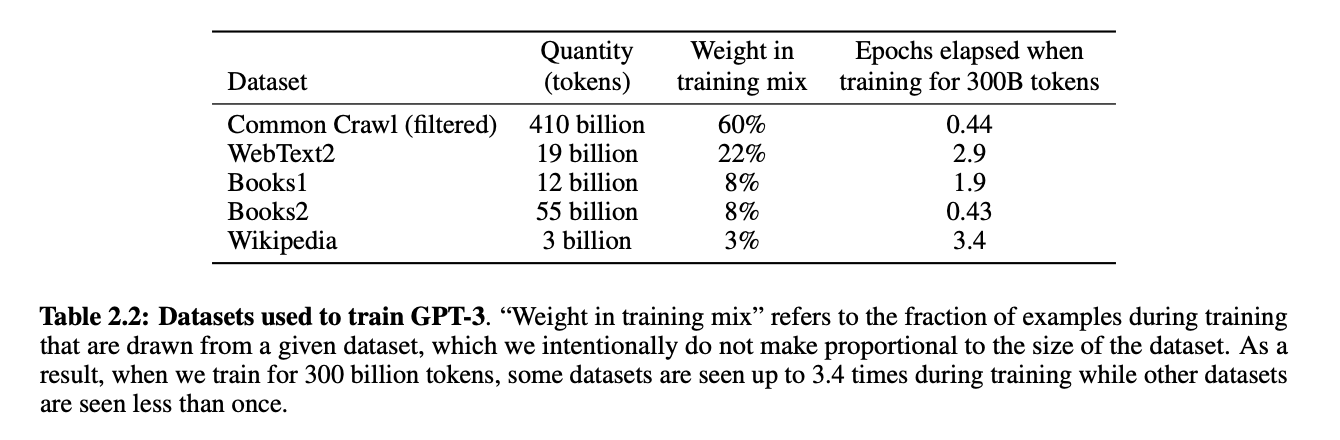 Dataset Quantity (tokens) Weight in training mix Epochs elapsed when training for 300B tokens
Common Crawl (filtered) 410 billion 60% 0.44
WebText2 19 billion 22% 2.9
Books1 12 billion 8% 1.9
Books2 55 billion 8% 0.43
Wikipedia 3 billion 3% 3.4
Table 2.2: Datasets used to train GPT-3. “Weight in training mix” refers to the fraction of examples during training
that are drawn from a given dataset, which we intentionally do not make proportional to the size of the dataset. As a
result, when we train for 300 billion tokens, some datasets are seen up to 3.4 times during training while other datasets
are seen less than once.